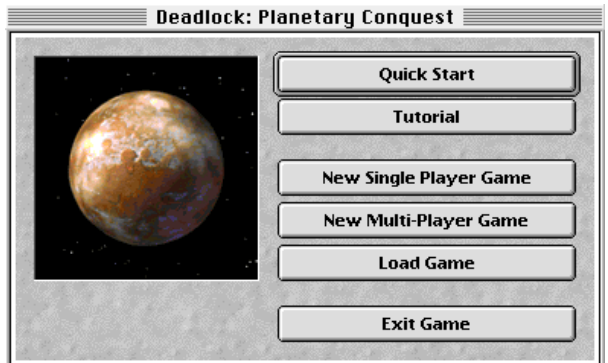 Deadlock: Planetary Conquest
Quick Start
Tutorial
New Single Player Game
New Multi-Player Game
Load Game
Exit Game